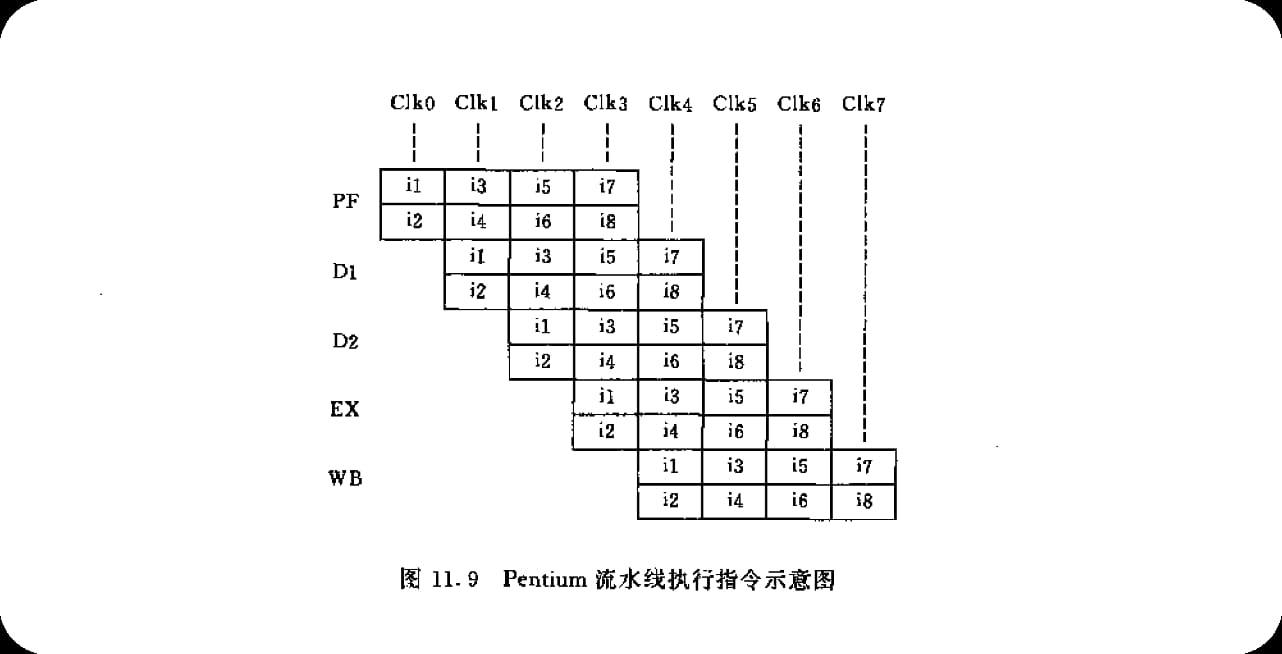 Clk0 Clk1 Clk2 Clk3 Clk4 Clk5 Clk6 Clk7
PF
i1 i3 i5 i7
i2 i4 i6 i8
D1
i1 i3 i5 i7
i2 i4 i6 i8
D2
i1 i3 i5 i7
i2 i4 i6 i8
EX
i1 i3 i5 i7
i2 i4 i6 i8
WB
i1 i3 i5 i7
i2 i4 i6 i8
图 11.9 Pentium 流水线执行指令示意图